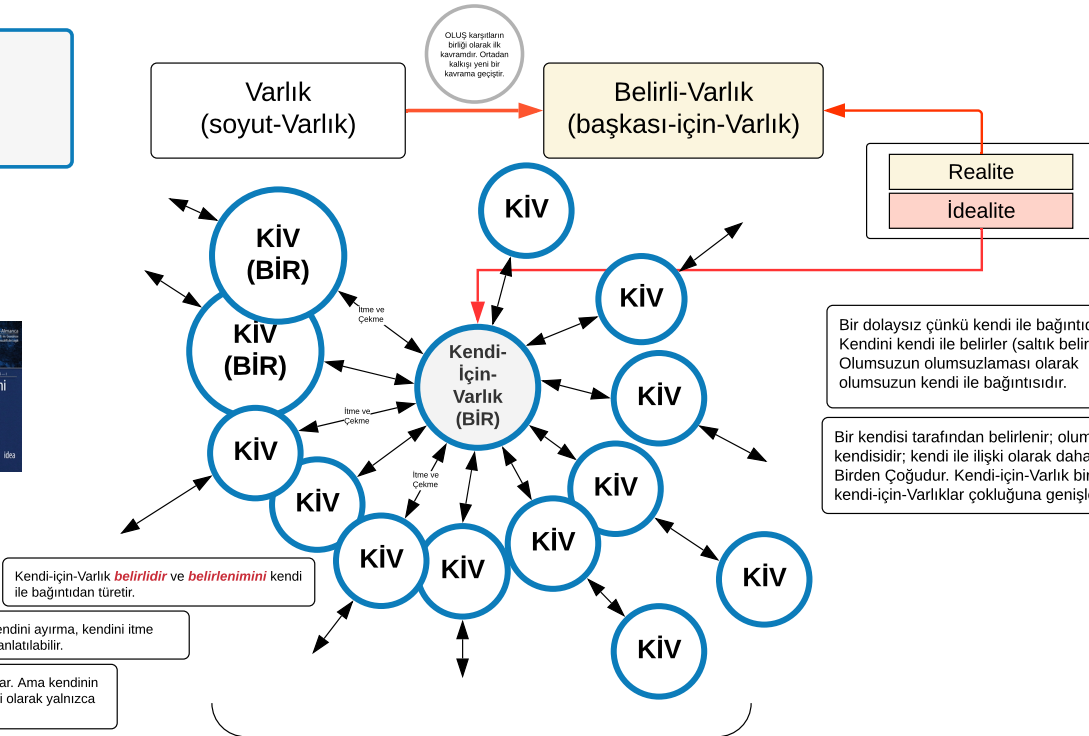 OLUŞ karşıtların
birliği olarak ilk
kavramdır. Ortadan
kalkışı yeni bir
kavrama geçiştir.
Varlık
(soyut-Varlık)
Belirli-Varlık
(başkası-için-Varlık)
Realite
İdealite
KİV
KİV
(BİR)
KİV
KİV
(BİR)
İtme ve
Çekme
Kendi-
İçin-
Varlık
(BİR)
KİV
İtme ve
Çekme
KİV
KİV
İtme ve
Çekme
KİV
KİV
KİV
KİV
KİV
KİV
KİV
Bir dolaysız çünkü kendi ile bağıntıd
Kendini kendi ile belirler (saltık belir
Olumsuzun olumsuzlaması olarak
olumsuzun kendi ile bağıntısıdır.
Bir kendisi tarafından belirlenir; olum
kendisidir; kendi ile ilişki olarak daha
Birden Çoğudur. Kendi-için-Varlık bir
kendi-için-Varlıklar çokluğuna genişle
Kendi-için-Varlık belirlidir ve belirlenimini kendi
ile bağıntıdan türetir.
endini ayırma, kendini itme
anlatılabilir.
ar. Ama kendinin
i olarak yalnızca
idea